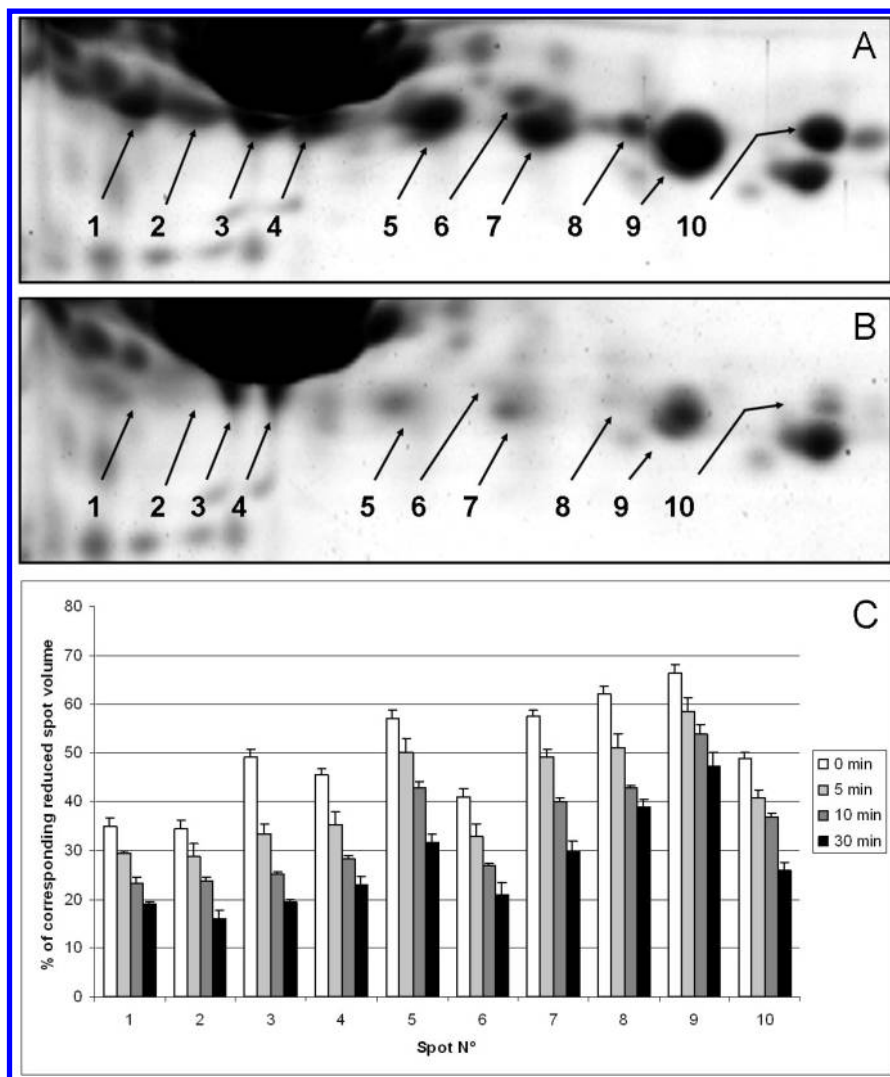 A
1 2 3 4 5 6 7 8 9 10
B
1 2 3 4 5 6 7 8 9 10
C
% of corresponding reduced spot volume
80
70
60
50
40
30
20
10
0
0 min
5 min
10 min
30 min
1 2 3 4 5 6 7 8 9 10
Spot Nº